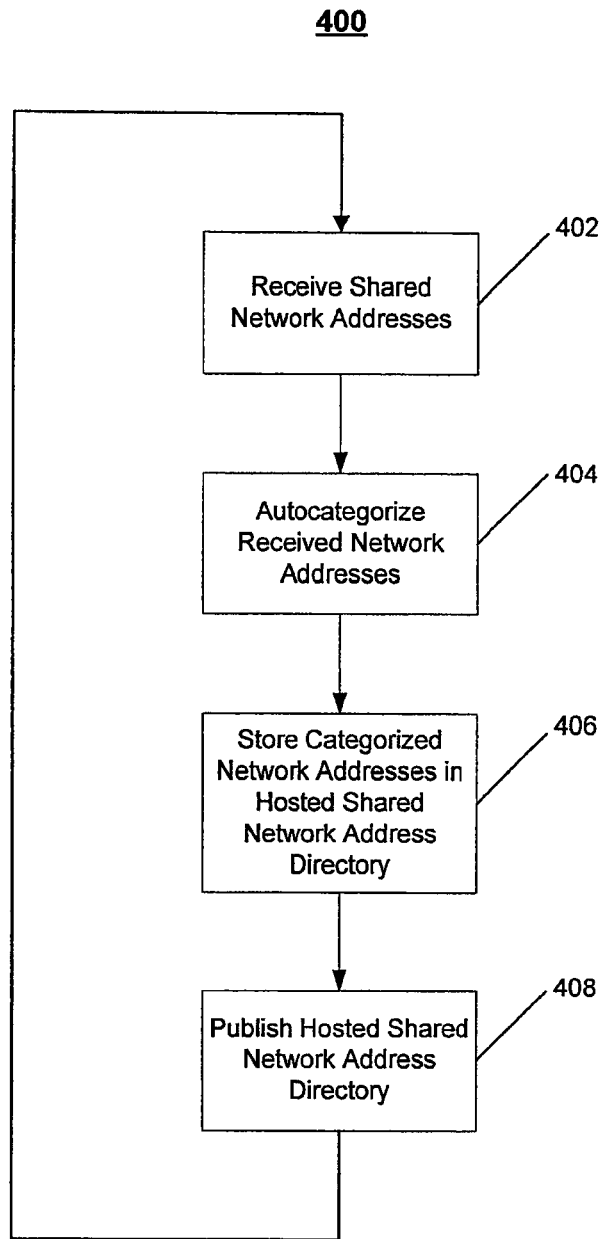 400
402
Receive Shared
Network Addresses
404
Autocategorize
Received Network
Addresses
406
Store Categorized
Network Addresses in
Hosted Shared
Network Address
Directory
408
Publish Hosted Shared
Network Address
Directory